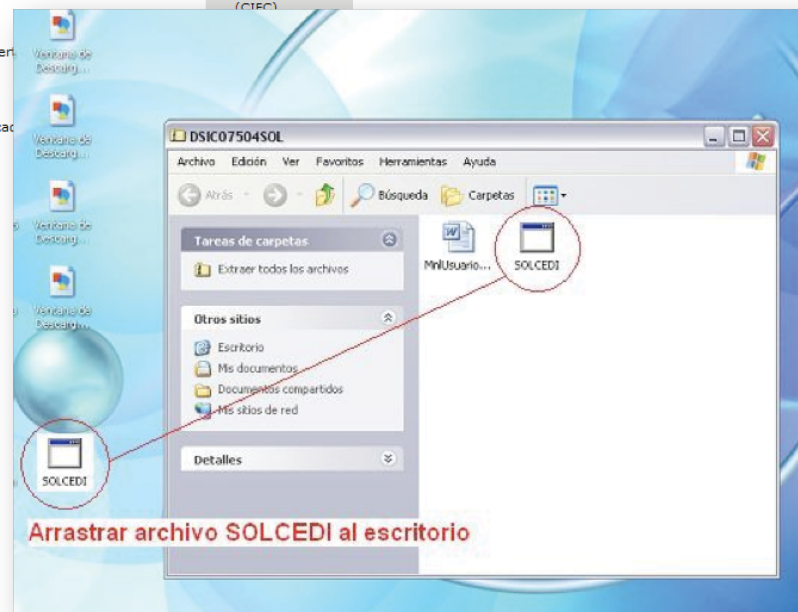 (CIEC)
Ventana de
Descarg...
Ventana de
Descarg...
Ventana de
Descarg...
Ventana de
Descarg...
DSIC07504SOL
Archivo Edición Ver Favoritos Herramientas Ayuda
Atrás Búsqueda Carpetas
Tareas de carpetas
Extraer todos los archivos
Otros sitios
Escritorio
Mis documentos
Documentos compartidos
Mis sitios de red
Detalles
MnlUsuario...
SOLCEDI
SOLCEDI
Arrastrar archivo SOLCEDI al escritorio